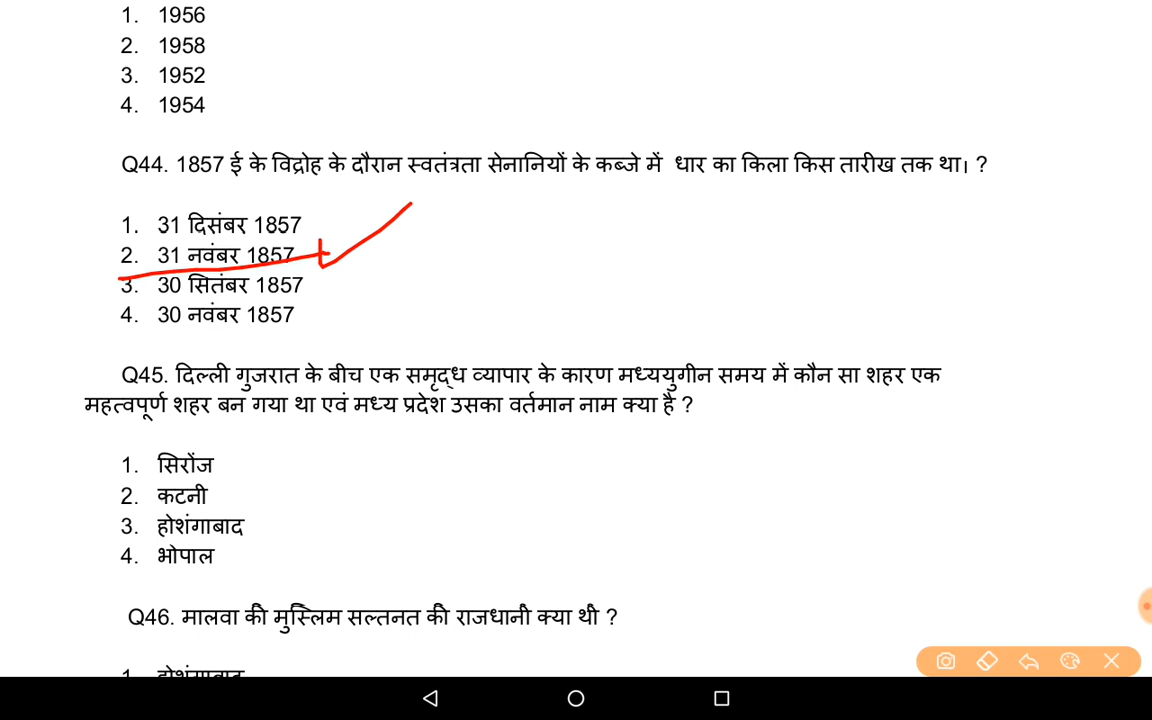 1. 1956
2. 1958
3. 1952
4. 1954
Q44. 1857 ई के विद्रोह के दौरान स्वतंत्रता सेनानियों के कब्जे में धार का किला किस तारीख तक था। ?
1. 31 दिसंबर 1857
2. 31 नवंबर 1857
3. 30 सितंबर 1857
4. 30 नवंबर 1857
Q45. दिल्ली गुजरात के बीच एक समृद्ध व्यापार के कारण मध्ययुगीन समय में कौन सा शहर एक
महत्वपूर्ण शहर बन गया था एवं मध्य प्रदेश उसका वर्तमान नाम क्या है ?
1. सिरोंज
2. कटनी
3. होशंगाबाद
4. भोपाल
Q46. मालवा की मुस्लिम सल्तनत की राजधानी क्या थी ?
1. होशंगाबाद